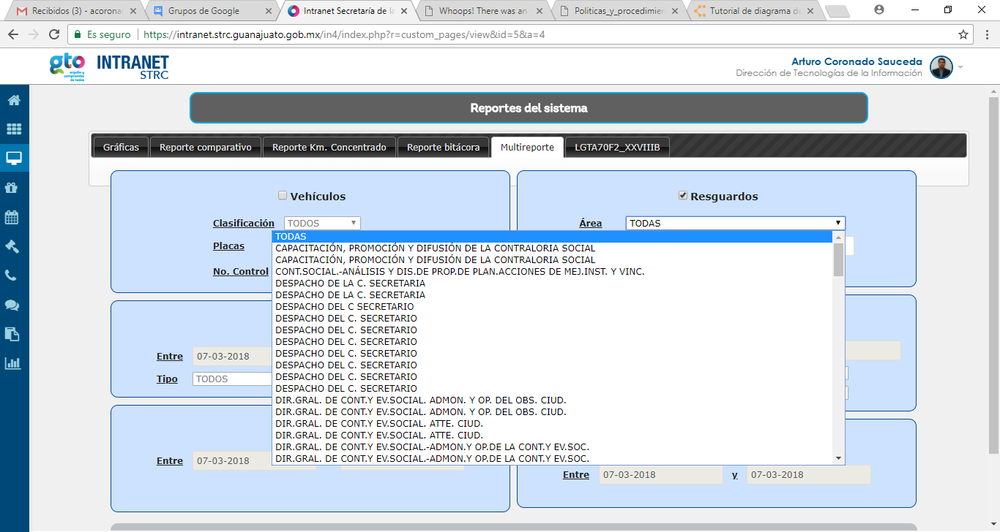 Recibidos (3) - acorona
Grupos de Google
Intranet Secretaría de la
Whoops! There was an
Politicas_y_procedimien
Tutorial de diagrama de
Es seguro
https://intranet.strc.guanajuato.gob.mx/in4/index.php?r=custom_pages/view&id=5&a=4
gto
orgullo y
compromiso
de todos
INTRANET
STRC
Arturo Coronado Sauceda
Dirección de Tecnologías de la Información
Reportes del sistema
Gráficas
Reporte comparativo
Reporte Km. Concentrado
Reporte bitácora
Multireporte
LGTA70F2_XXVIIIB
Vehículos
Resguardos
Clasificación TODOS
Área TODAS
Placas
No. Control
TODAS
CAPACITACIÓN, PROMOCIÓN Y DIFUSIÓN DE LA CONTRALORIA SOCIAL
CAPACITACIÓN, PROMOCIÓN Y DIFUSIÓN DE LA CONTRALORIA SOCIAL
CONT.SOCIAL.-ANÁLISIS Y DIS.DE PROP.DE PLAN.ACCIONES DE MEJ.INST. Y VINC.
DESPACHO DE LA C. SECRETARIA
DESPACHO DE LA C. SECRETARIA
DESPACHO DEL C SECRETARIO
DESPACHO DEL C. SECRETARIO
DESPACHO DEL C. SECRETARIO
DESPACHO DEL C. SECRETARIO
DESPACHO DEL C. SECRETARIO
DESPACHO DEL C. SECRETARIO
DESPACHO DEL C. SECRETARIO
DESPACHO DEL C. SECRETARIO
DIR.GRAL. DE CONT.Y EV.SOCIAL. ADMON. Y OP. DEL OBS. CIUD.
DIR.GRAL. DE CONT.Y EV.SOCIAL. ADMON. Y OP. DEL OBS. CIUD.
DIR.GRAL. DE CONT.Y EV.SOCIAL. ATTE. CIUD.
DIR.GRAL. DE CONT.Y EV.SOCIAL. ATTE. CIUD.
DIR.GRAL. DE CONT.Y EV.SOCIAL.-ADMON.Y OP.DE LA CONT.Y EV.SOC.
DIR.GRAL. DE CONT.Y EV.SOCIAL.-ADMON.Y OP.DE LA CONT.Y EV.SOC.
Entre 07-03-2018
Tipo TODOS
Entre 07-03-2018
Entre 07-03-2018 y 07-03-2018